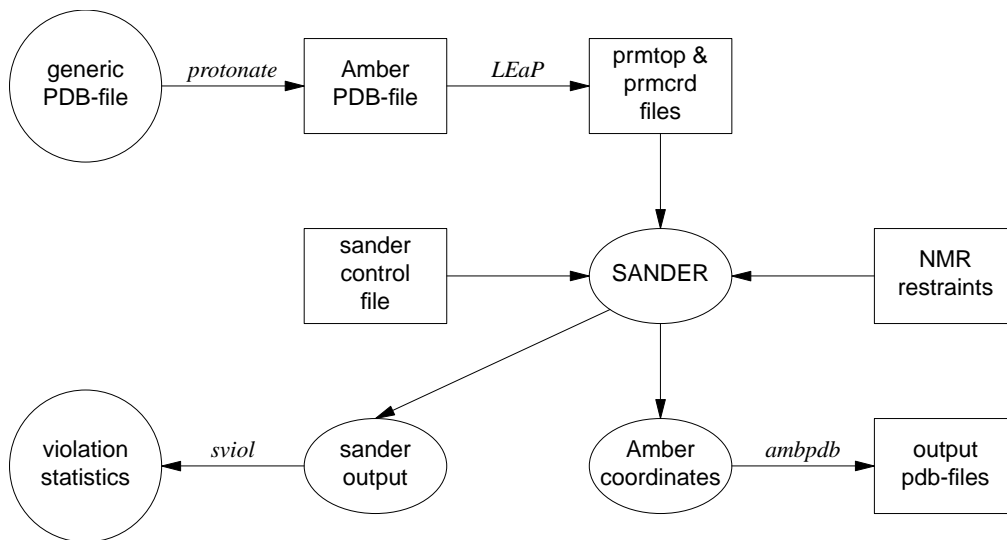 generic
PDB-file
protonate
Amber
PDB-file
LEaP
prmtop &
prmcrd
files
sander
control
file
SANDER
NMR
restraints
violation
statistics
sviol
sander
output
Amber
coordinates
ambpdb
output
pdb-files